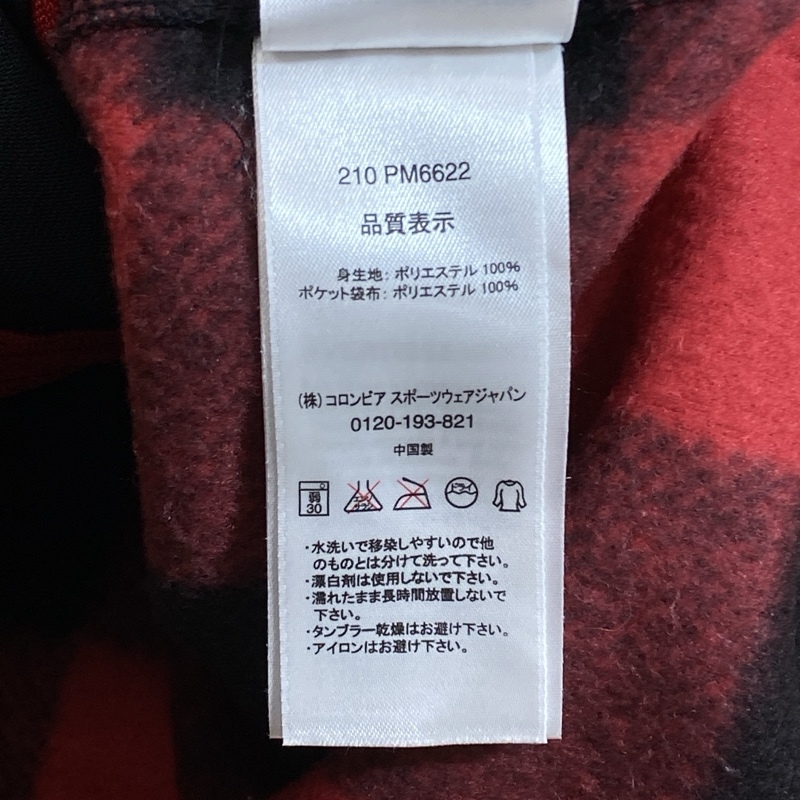 210 PM6622
品質表示
身生地: ポリエステル 100%
ポケット袋布: ポリエステル 100%
(株)コロンビア スポーツウェアジャパン
0120-193-821
中国製
弱
30
エンソ
サラシ
ドライ
・水洗いで移染しやすいので他
のものとは分けて洗って下さい。
・漂白剤は使用しないで下さい。
・濡れたまま長時間放置しないで
下さい。
・タンブラー乾燥はお避け下さい。
・アイロンはお避け下さい。